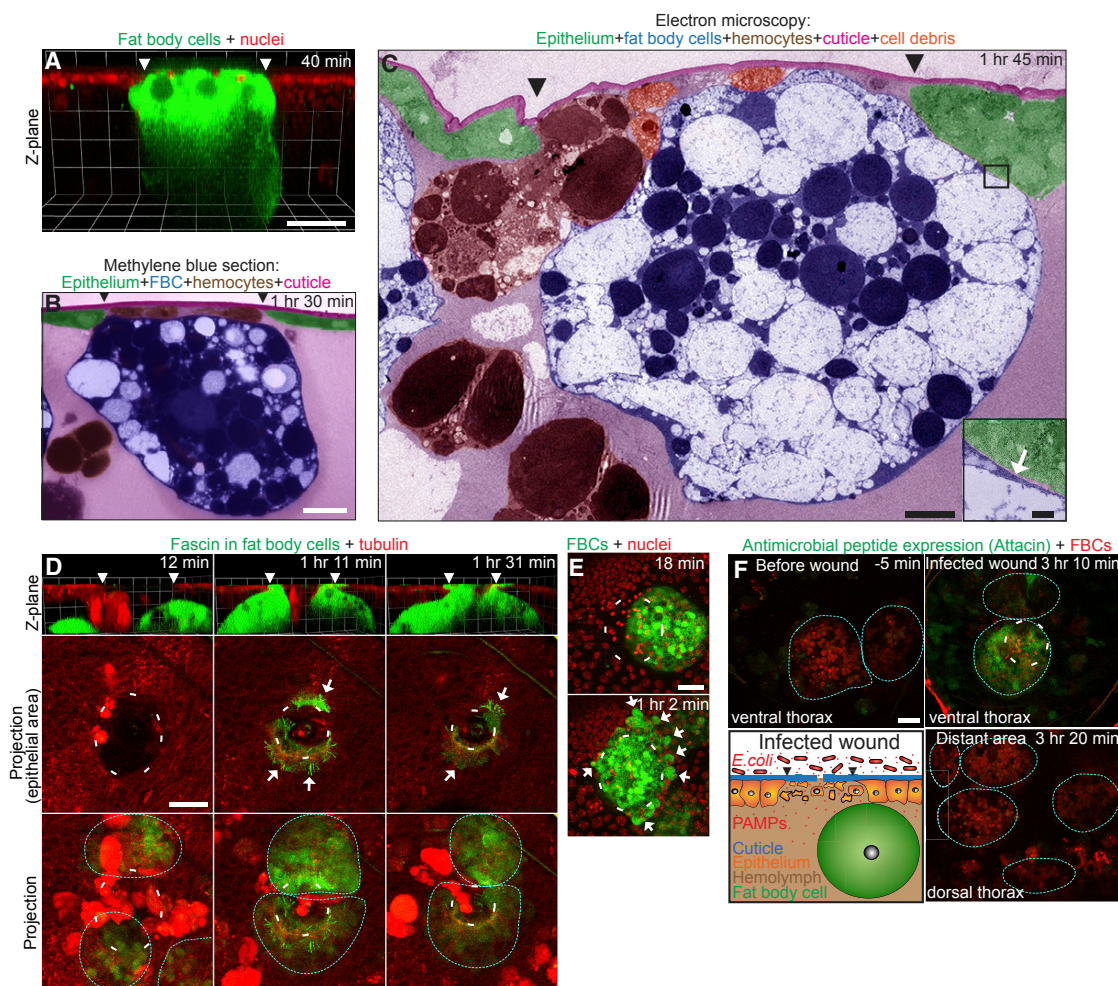 Fat body cells + nuclei
A
40 min
Z-plane
Methylene blue section:
Epithelium+FBC+hemocytes+cuticle
B
1 hr 30 min
Electron microscopy:
Epithelium+fat body cells+hemocytes+cuticle+cell debris
C
1 hr 45 min
Fascin in fat body cells + tubulin
D
12 min
1 hr 11 min
1 hr 31 min
Z-plane
Projection
(epithelial area)
Projection
FBCs + nuclei
E
18 min
1 hr 2 min
Antimicrobial peptide expression (Attacin) + FBCs
F
Before wound
-5 min
ventral thorax
Infected wound
3 hr 10 min
ventral thorax
Infected wound
E.coli
PAMPs
Cuticle
Epithelium
Hemolymph
Fat body cell
Distant area
3 hr 20 min
dorsal thorax